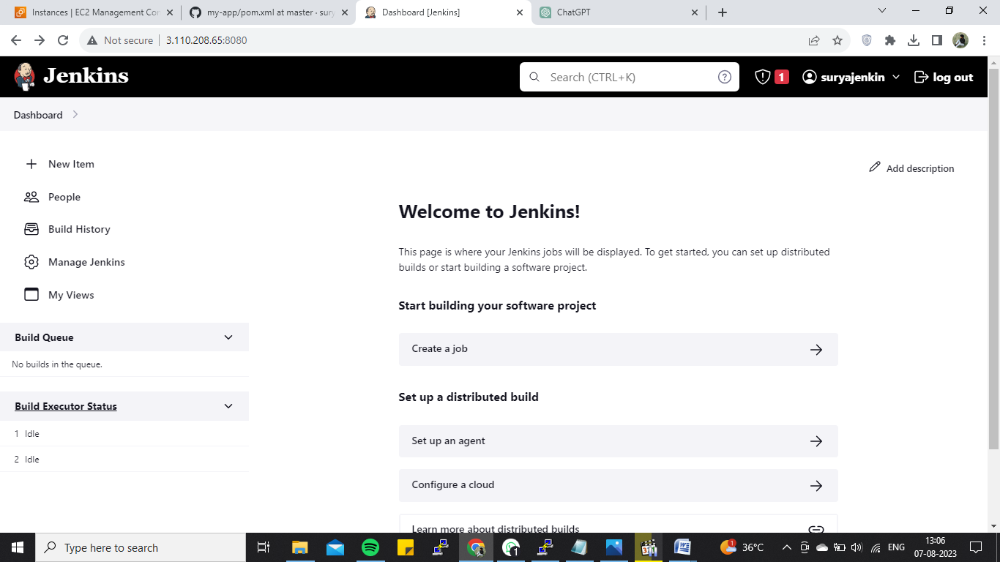 Instances | EC2 Management Con
my-app/pom.xml at master · sury
Dashboard [Jenkins]
ChatGPT
Not secure
3.110.208.65:8080
Jenkins
Search (CTRL+K)
1
suryajenkin
log out
Dashboard
New Item
People
Build History
Manage Jenkins
My Views
Build Queue
No builds in the queue.
Build Executor Status
1 Idle
2 Idle
Add description
Welcome to Jenkins!
This page is where your Jenkins jobs will be displayed. To get started, you can set up distributed
builds or start building a software project.
Start building your software project
Create a job
Set up a distributed build
Set up an agent
Configure a cloud
Learn more about distributed builds
Type here to search
1
1
1
36°C
ENG
13:06
07-08-2023